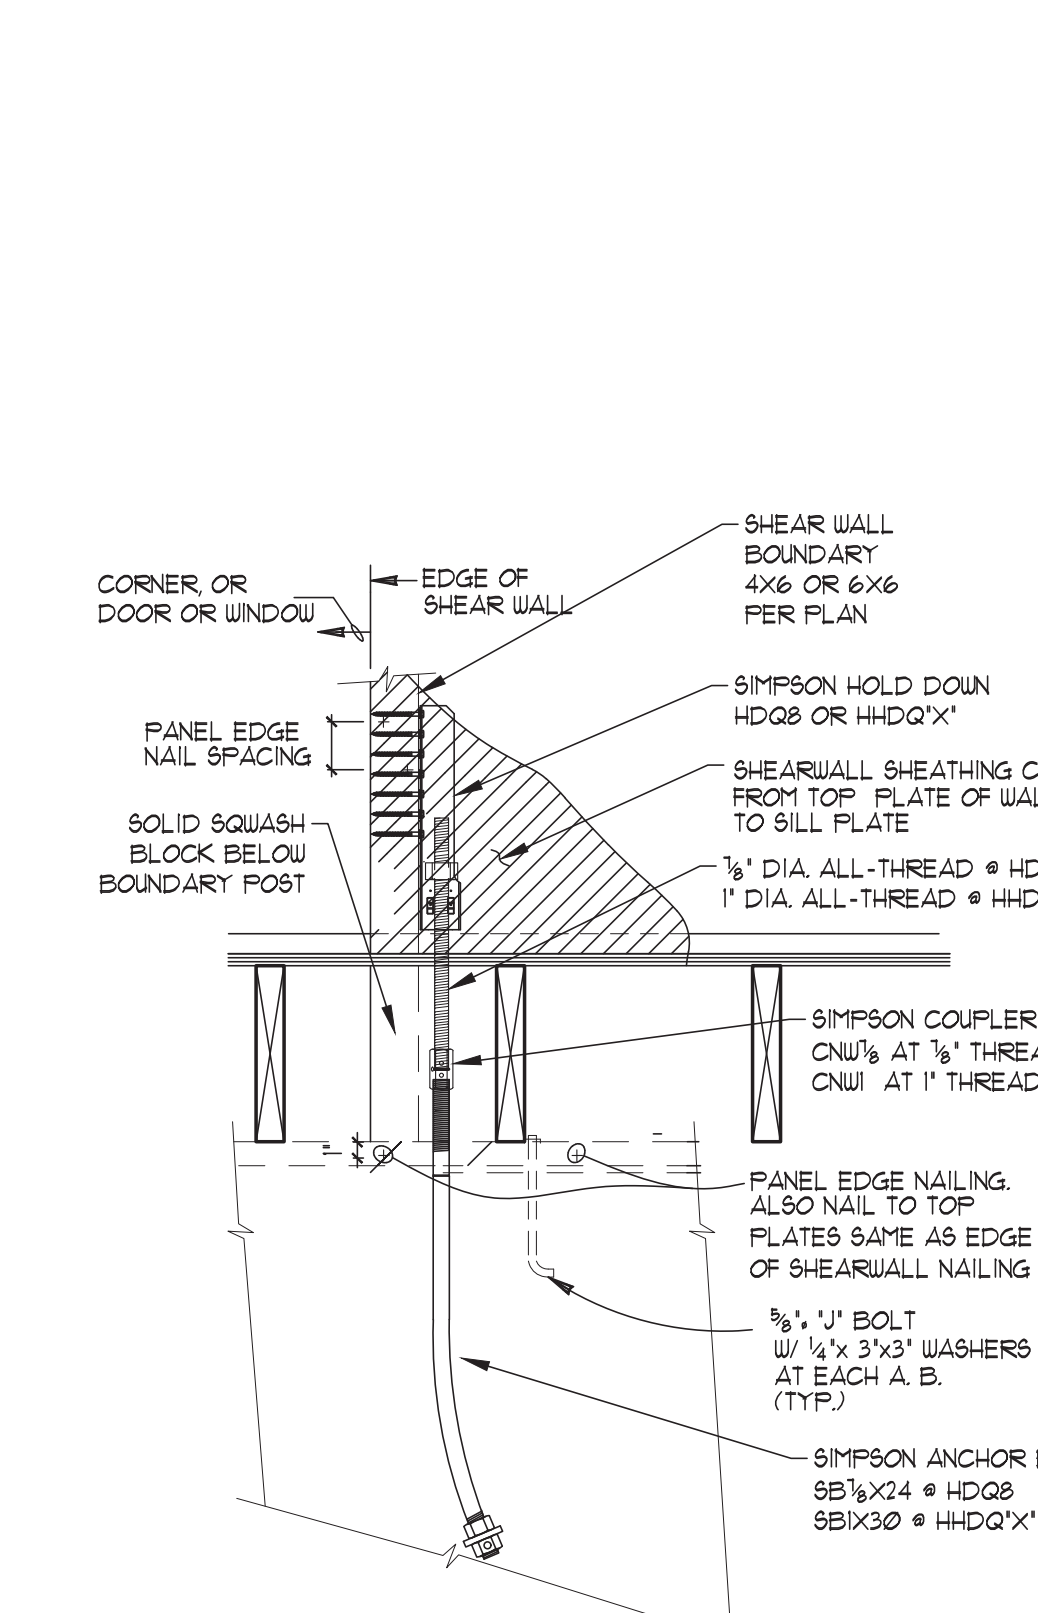 SHEAR WALL
BOUNDARY
4X6 OR 6X6
PER PLAN
EDGE OF
SHEAR WALL
CORNER, OR
DOOR OR WINDOW
SIMPSON HOLD DOWN
HDQ8 OR HHDQ"X"
PANEL EDGE
NAIL SPACING
SHEARWALL SHEATHING
FROM TOP PLATE OF
TO SILL PLATE
SOLID SQUASH
BLOCK BELOW
BOUNDARY POST
7/8" DIA. ALL-THREAD @
1" DIA. ALL-THREAD @
SIMPSON COUPLER
CNW7/8 AT 7/8"
CNW1 AT 1" THREAD
1"
PANEL EDGE NAILING.
ALSO NAIL TO TOP
PLATES SAME AS EDGE
OF SHEARWALL NAILING
5/8"ø "J" BOLT
W/ 1/4"x 3"x3" WASHERS
AT EACH A. B.
(TYP.)
SIMPSON ANCHOR
SB7/8X24 @ HDQ8
SB1X30 @ HHDQ"X"